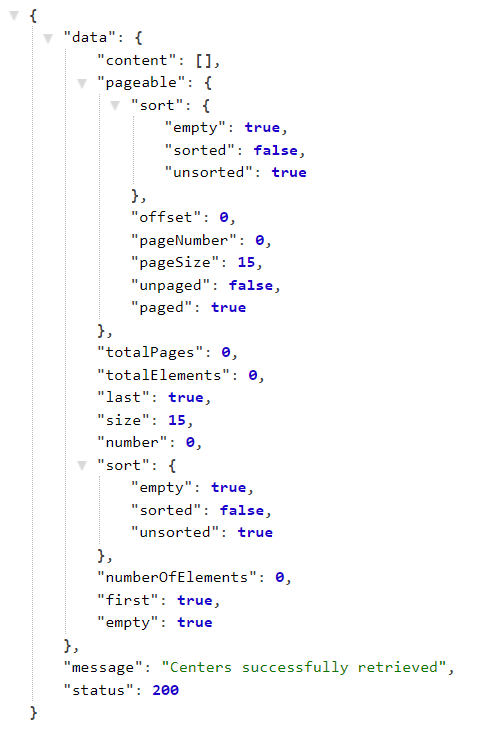 {
"data": {
"content": [],
"pageable": {
"sort": {
"empty": true,
"sorted": false,
"unsorted": true
},
"offset": 0,
"pageNumber": 0,
"pageSize": 15,
"unpaged": false,
"paged": true
},
"totalPages": 0,
"totalElements": 0,
"last": true,
"size": 15,
"number": 0,
"sort": {
"empty": true,
"sorted": false,
"unsorted": true
},
"numberOfElements": 0,
"first": true,
"empty": true
},
"message": "Centers successfully retrieved",
"status": 200
}